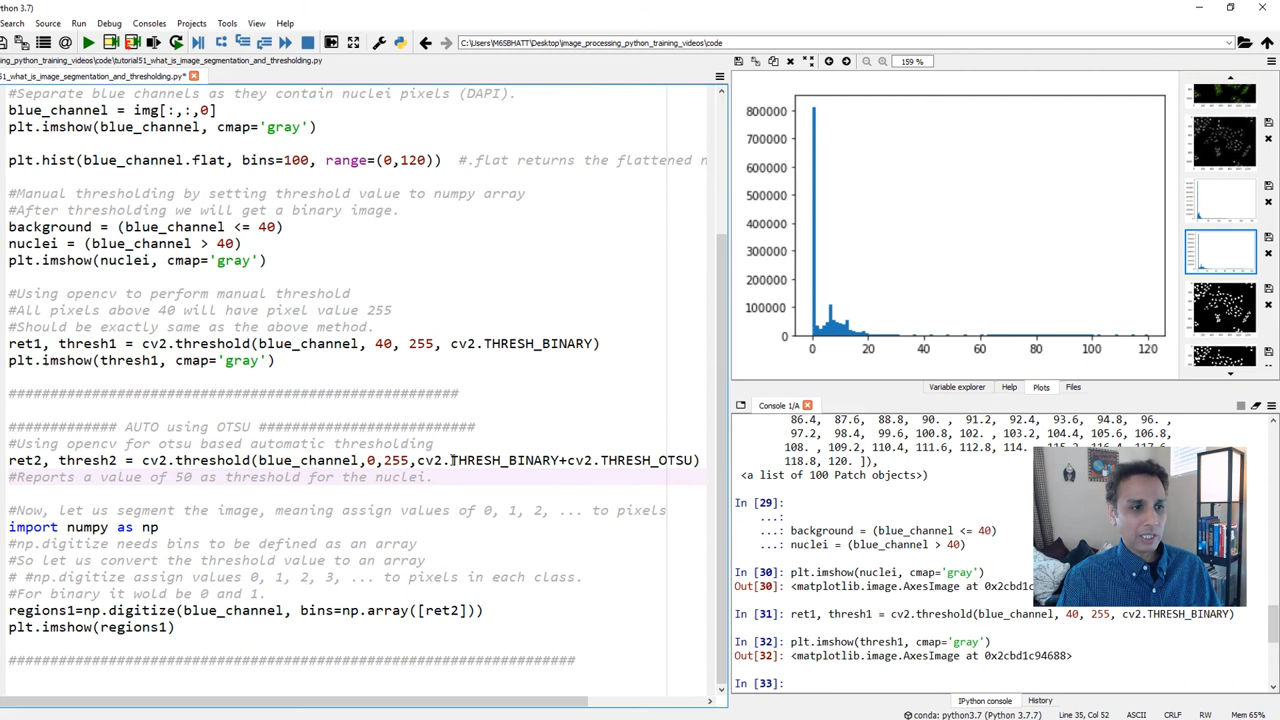 ython 3.7)
Search Source Run Debug Consoles Projects Tools View Help
C:\Users\M6SBHATT\Desktop\image_processing_python_training_videos\code
ing_python_training_videos\code\tutorial51_what_is_image_segmentation_and_thresholding.py
51_what_is_image_segmentation_and_thresholding.py*
159 %
#Separate blue channels as they contain nuclei pixels (DAPI).
blue_channel = img[:,:,0]
plt.imshow(blue_channel, cmap='gray')
plt.hist(blue_channel.flat, bins=100, range=(0,120)) #.flat returns the flattened n
#Manual thresholding by setting threshold value to numpy array
#After thresholding we will get a binary image.
background = (blue_channel <= 40)
nuclei = (blue_channel > 40)
plt.imshow(nuclei, cmap='gray')
#Using opencv to perform manual threshold
#All pixels above 40 will have pixel value 255
#Should be exactly same as the above method.
ret1, thresh1 = cv2.threshold(blue_channel, 40, 255, cv2.THRESH_BINARY)
plt.imshow(thresh1, cmap='gray')
######################################################
############# AUTO using OTSU ##########################
#Using opencv for otsu based automatic thresholding
ret2, thresh2 = cv2.threshold(blue_channel,0,255,cv2.THRESH_BINARY+cv2.THRESH_OTSU)
#Reports a value of 50 as threshold for the nuclei.
#Now, let us segment the image, meaning assign values of 0, 1, 2, ... to pixels
import numpy as np
#np.digitize needs bins to be defined as an array
#So let us convert the threshold value to an array
# #np.digitize assign values 0, 1, 2, 3, ... to pixels in each class.
#For binary it wold be 0 and 1.
regions1=np.digitize(blue_channel, bins=np.array([ret2]))
plt.imshow(regions1)
####################################################################
800000
700000
600000
500000
400000
300000
200000
100000
0
0 20 40 60 80 100 120
Variable explorer Help Plots Files
Console 1/A
86.4, 87.6, 88.8, 90. , 91.2, 92.4, 93.6, 94.8, 96. ,
97.2, 98.4, 99.6, 100.8, 102. , 103.2, 104.4, 105.6, 106.8,
108. , 109.2, 110.4, 111.6, 112.8, 114. , 115.2, 116.4, 117.6,
118.8, 120. ]),
<a list of 100 Patch objects>)
In [29]:
...:
...: background = (blue_channel <= 40)
...: nuclei = (blue_channel > 40)
In [30]: plt.imshow(nuclei, cmap='gray')
Out[30]: <matplotlib.image.AxesImage at 0x2cbd1c
In [31]: ret1, thresh1 = cv2.threshold(blue_channel, 40, 255, cv2.THRESH_BINARY)
In [32]: plt.imshow(thresh1, cmap='gray')
Out[32]: <matplotlib.image.AxesImage at 0x2cbd1c94688>
In [33]:
IPython console History
conda: python3.7 (Python 3.7.7) Line 35, Col 52 ASCII CRLF RW Mem 65%